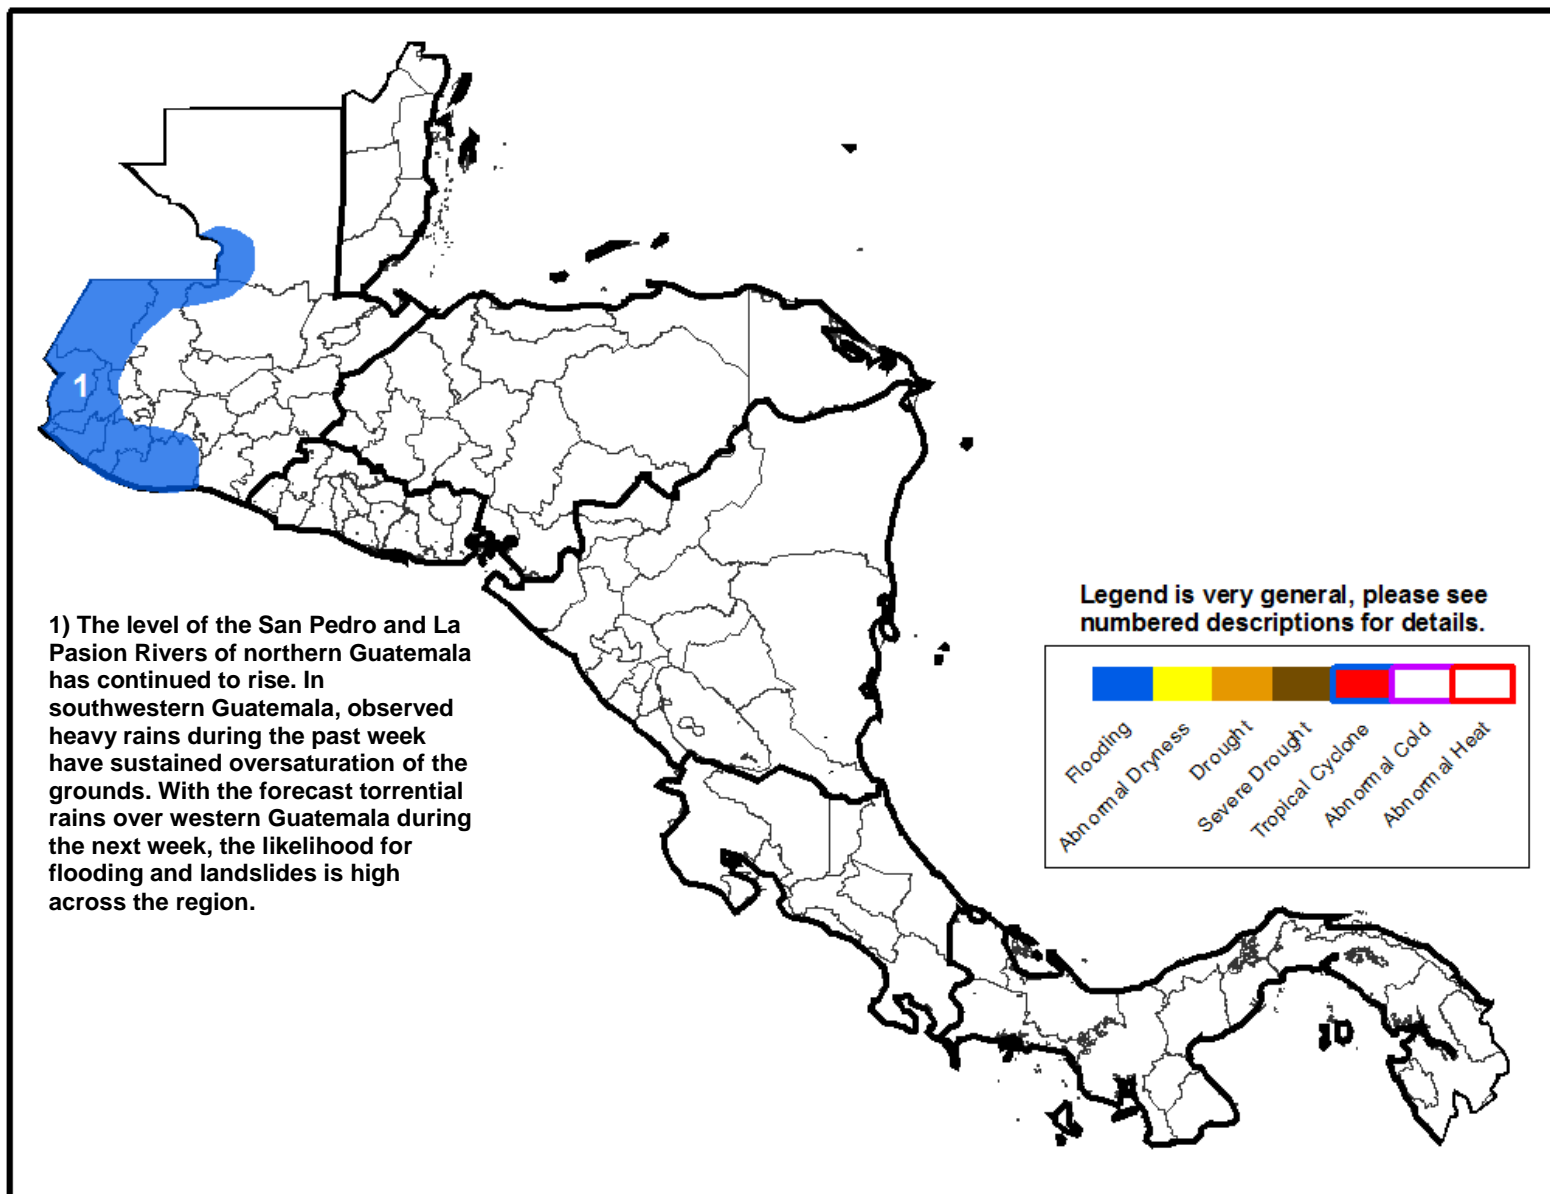 1
1) The level of the San Pedro and La
Pasion Rivers of northern Guatemala
has continued to rise. In
southwestern Guatemala, observed
heavy rains during the past week
have sustained oversaturation of the
grounds. With the forecast torrential
rains over western Guatemala during
the next week, the likelihood for
flooding and landslides is high
across the region.
Legend is very general, please see
numbered descriptions for details.
Flooding
Abnormal Dryness
Drought
Severe Drought
Tropical Cyclone
Abnormal Cold
Abnormal Heat